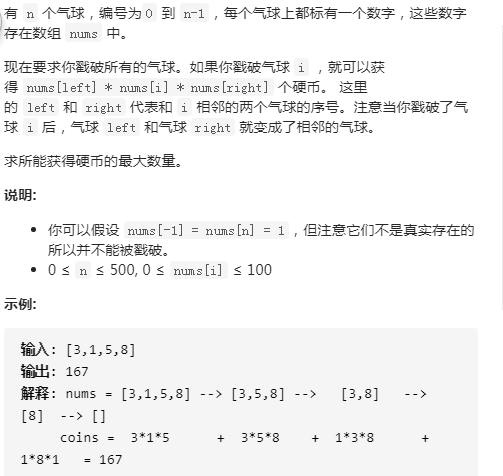 有 n 个气球，编号为0 到 n-1，每个气球上都标有一个数字，这些数字
存在数组 nums 中。
现在要求你戳破所有的气球。如果你戳破气球 i ，就可以获
得 nums[left] * nums[i] * nums[right] 个硬币。 这里
的 left 和 right 代表和 i 相邻的两个气球的序号。注意当你戳破了气
球 i 后，气球 left 和气球 right 就变成了相邻的气球。
求所能获得硬币的最大数量。
说明:
• 你可以假设 nums[-1] = nums[n] = 1 ，但注意它们不是真实存在的
所以并不能被戳破。
• 0 ≤ n ≤ 500, 0 ≤ nums[i] ≤ 100
示例:
输入: [3,1,5,8]
输出: 167
解释: nums = [3,1,5,8] --> [3,5,8] --> [3,8] -->
[8] --> []
coins = 3*1*5 + 3*5*8 + 1*3*8 +
1*8*1 = 167